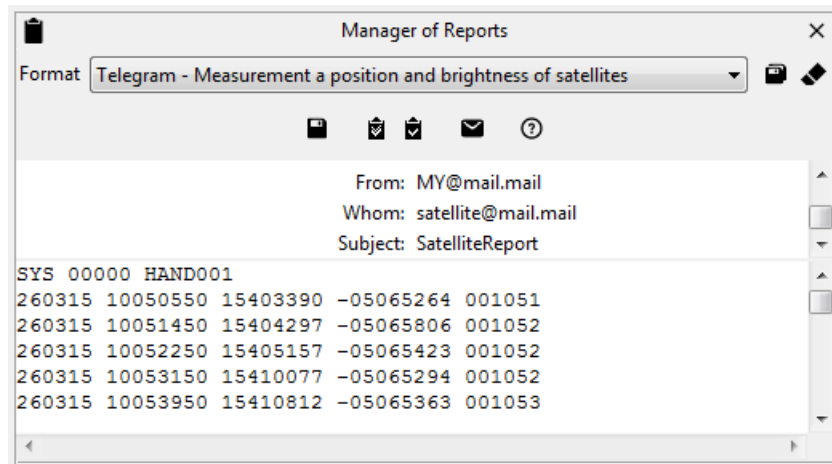 Manager of Reports
Format Telegram - Measurement a position and brightness of satellites
From: MY@mail.mail
Whom: satellite@mail.mail
Subject: SatelliteReport
SYS 00000 HAND001
260315 10050550 15403390 -05065264 001051
260315 10051450 15404297 -05065806 001052
260315 10052250 15405157 -05065423 001052
260315 10053150 15410077 -05065294 001052
260315 10053950 15410812 -05065363 001053